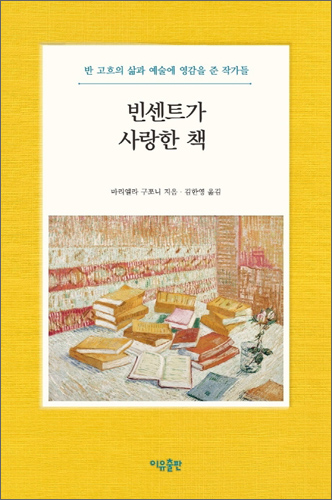 반 고흐의 삶과 예술에 영감을 준 작가들
빈센트가
사랑한 책
마리엘라 구쪼니 지음 · 김한영 옮김
이유출판